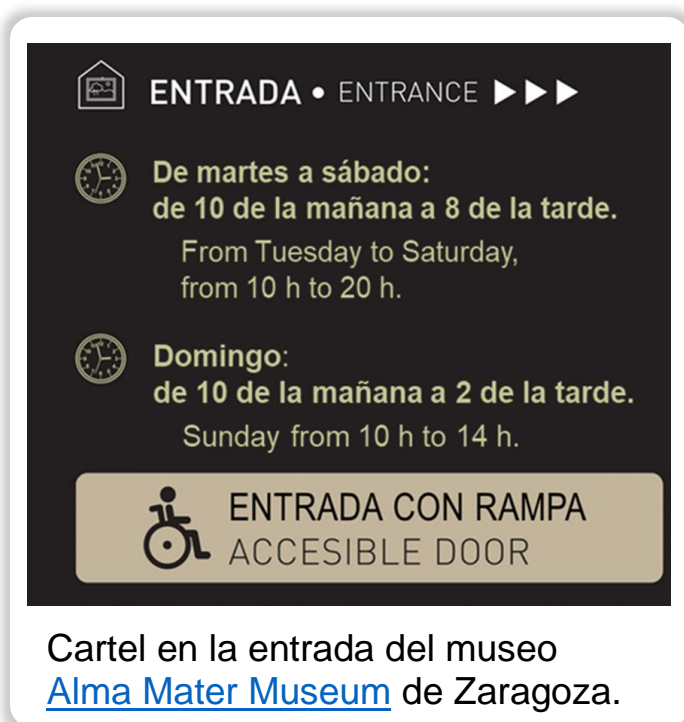 ENTRADA • ENTRANCE ▶▶▶
De martes a sábado:
de 10 de la mañana a 8 de la tarde.
From Tuesday to Saturday,
from 10 h to 20 h.
Domingo:
de 10 de la mañana a 2 de la tarde.
Sunday from 10 h to 14 h.
ENTRADA CON RAMPA
ACCESIBLE DOOR
Cartel en la entrada del museo
Alma Mater Museum de Zaragoza.